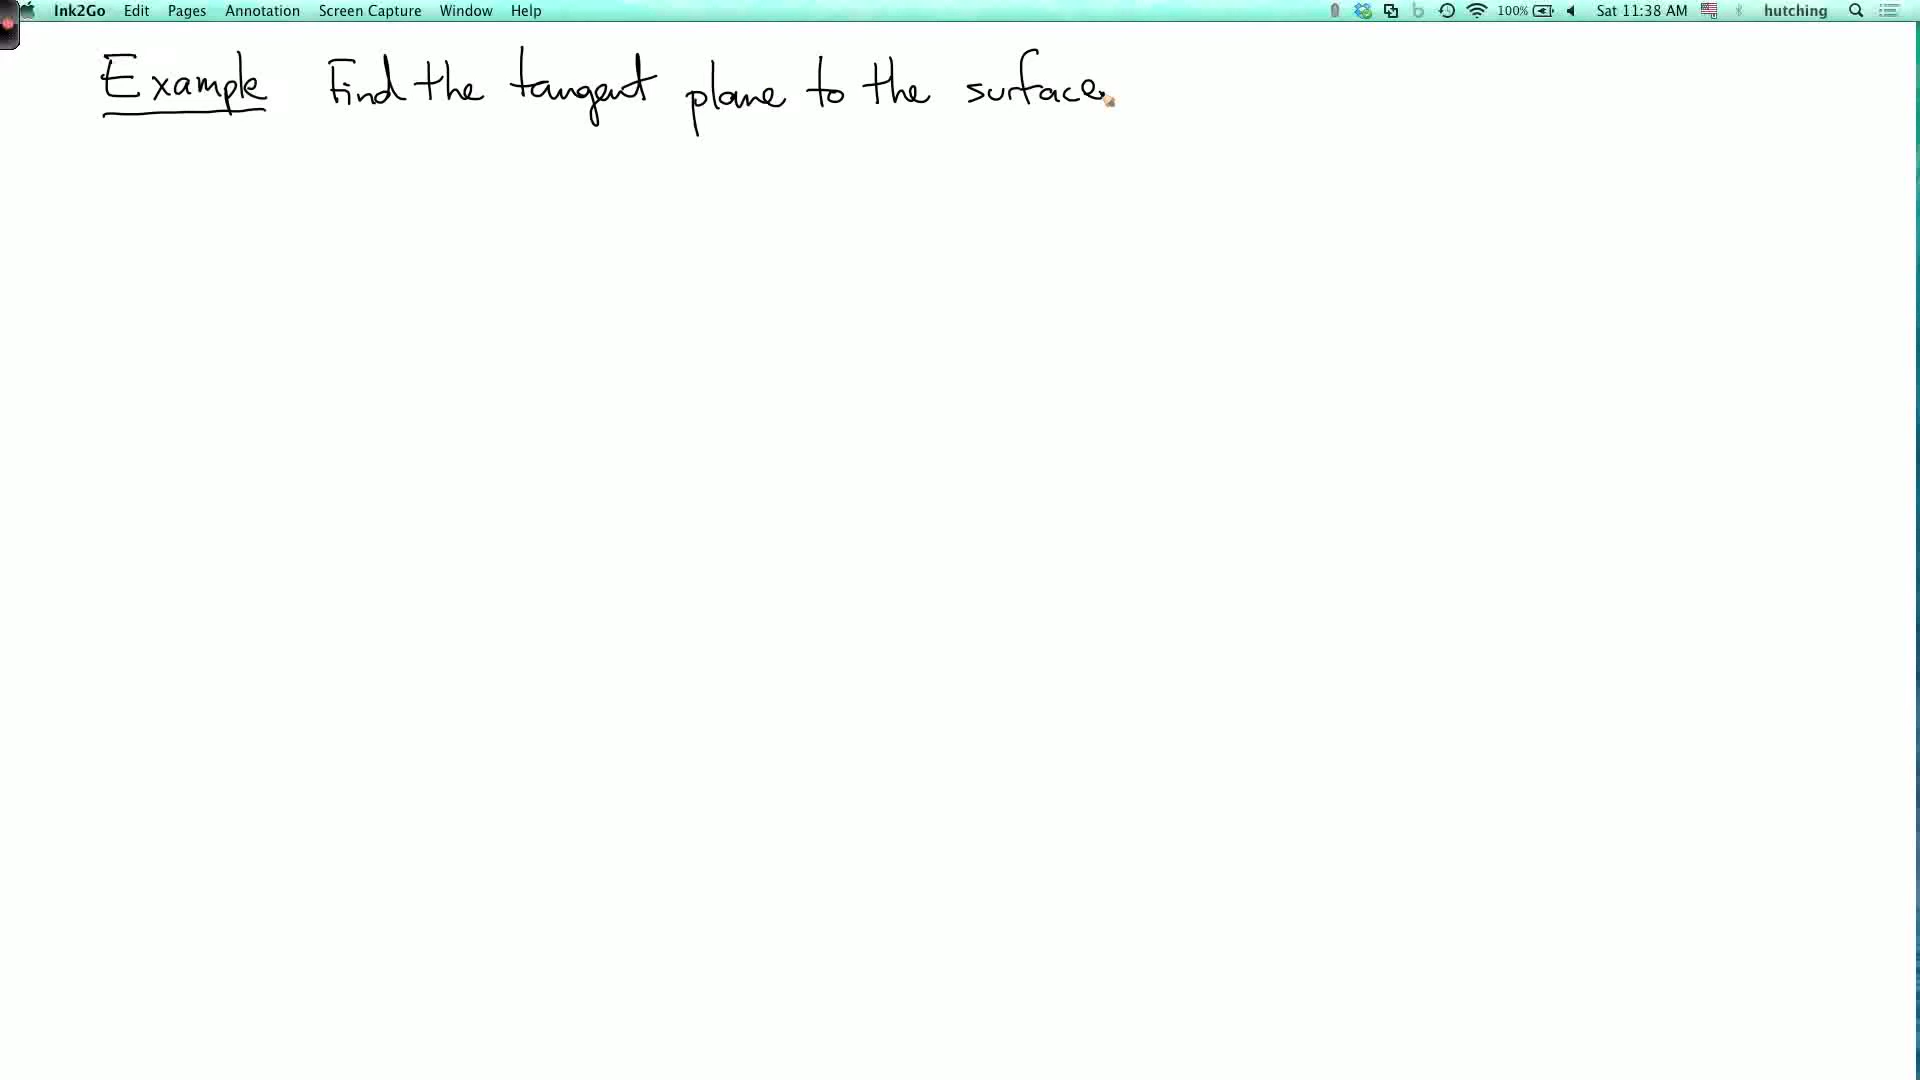 Ink2Go Edit Pages Annotation Screen Capture Window Help 100% Sat 11:38 AM hutching
Example Find the tangent plane to the surface